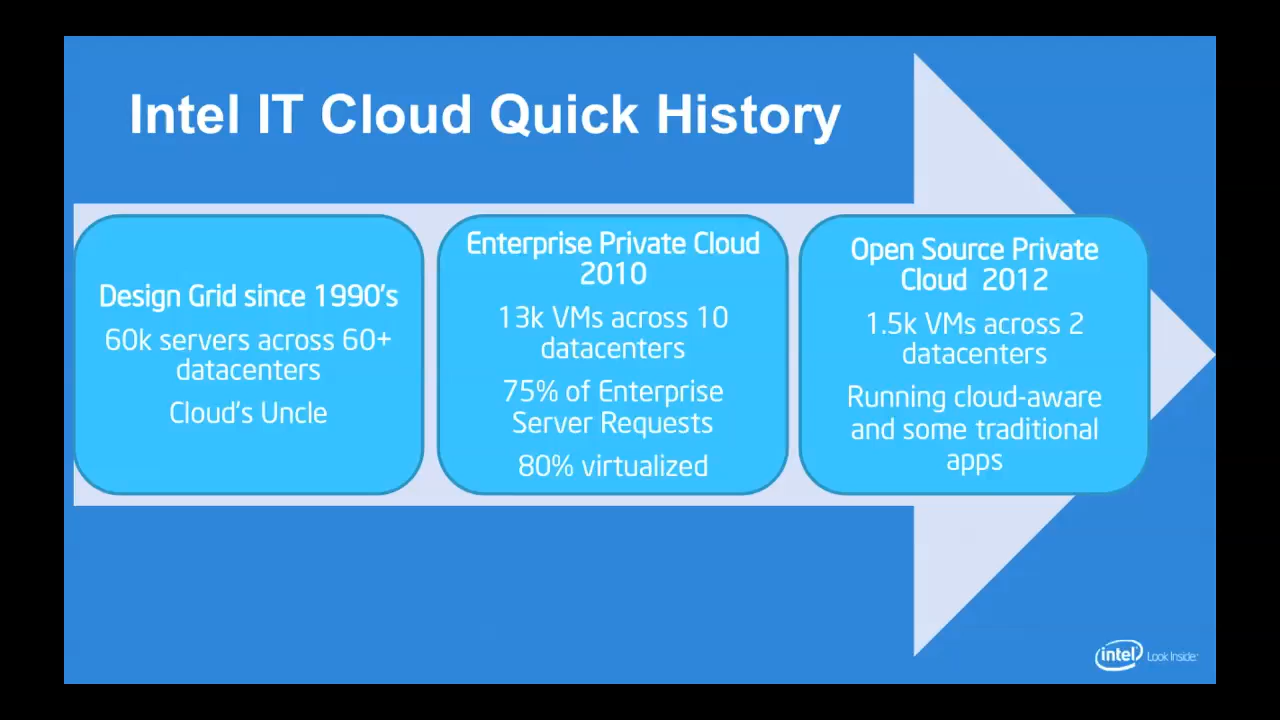 Intel IT Cloud Quick History
Design Grid since 1990's
60k servers across 60+
datacenters
Cloud's Uncle
Enterprise Private Cloud
2010
13k VMs across 10
datacenters
75% of Enterprise
Server Requests
80% virtualized
Open Source Private
Cloud 2012
1.5k VMs across 2
datacenters
Running cloud-aware
and some traditional
apps
intel Look Inside.